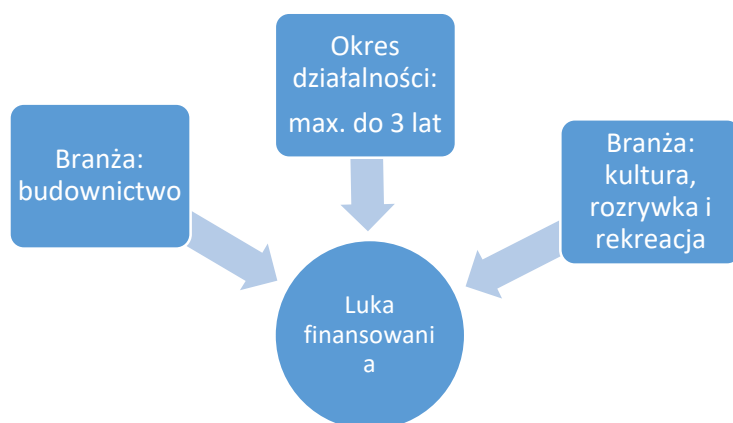 Okres
działalności:
max. do 3 lat
Branża:
budownictwo
Branża:
kultura,
rozrywka i
rekreacja
Luka
finansowani
a